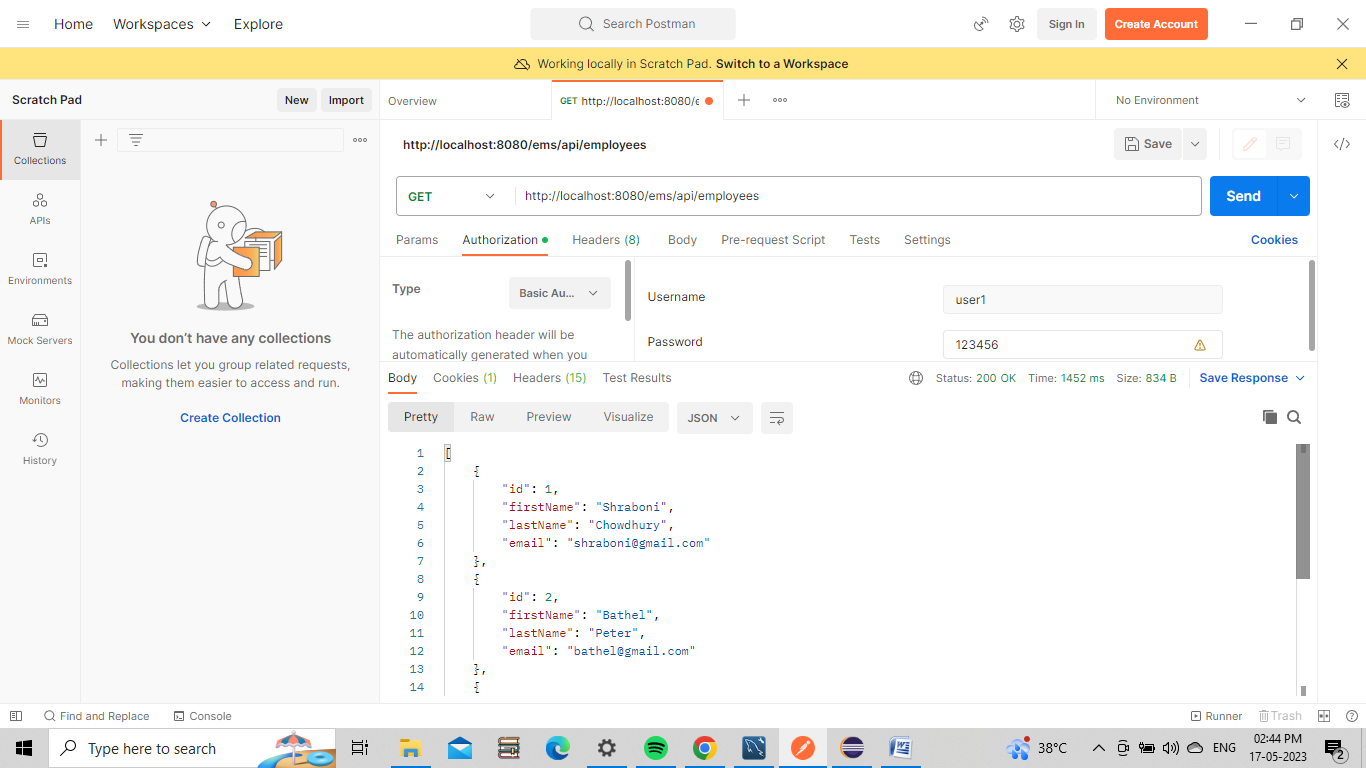 Home Workspaces Explore Search Postman Sign In Create Account
Working locally in Scratch Pad. Switch to a Workspace
Scratch Pad New Import Overview GET http://localhost:8080/e No Environment
http://localhost:8080/ems/api/employees Save
Collections
GET http://localhost:8080/ems/api/employees Send
APIs
Params Authorization Headers (8) Body Pre-request Script Tests Settings Cookies
Environments
Type Basic Au... Username user1
The authorization header will be
automatically generated when you
Password 123456
Mock Servers
You don't have any collections
Collections let you group related requests,
making them easier to access and run.
Create Collection
Monitors
History
Body Cookies (1) Headers (15) Test Results Status: 200 OK Time: 1452 ms Size: 834 B Save Response
Pretty Raw Preview Visualize JSON
1 [
2 {
3 "id": 1,
4 "firstName": "Shraboni",
5 "lastName": "Chowdhury",
6 "email": "shraboni@gmail.com"
7 },
8 {
9 "id": 2,
10 "firstName": "Bathel",
11 "lastName": "Peter",
12 "email": "bathel@gmail.com"
13 },
14 {
Find and Replace Console Runner Trash
Type here to search 38°C ENG 02:44 PM
17-05-2023 2